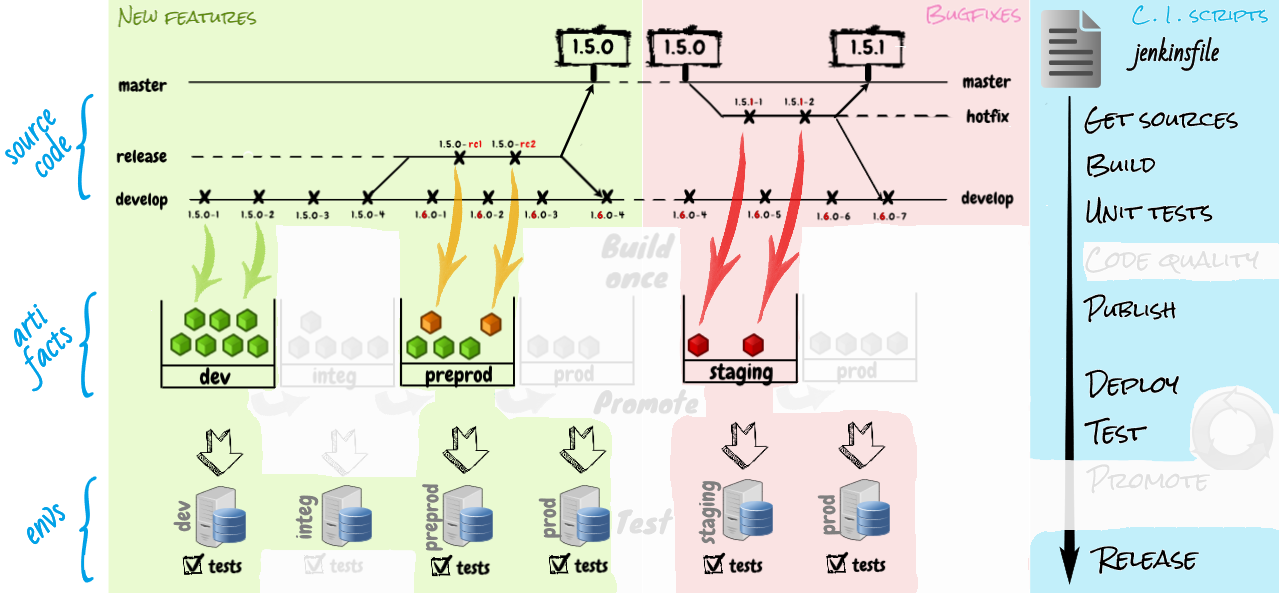 New features
Bugfixes
C. I. scripts
jenkinsfile
1.5.0
1.5.0
1.5.1
master
master
1.5.1-1
1.5.1-2
hotfix
source
code
release
1.5.0-rc1
1.5.0-rc2
develop
develop
1.5.0-1
1.5.0-2
1.5.0-3
1.5.0-4
1.6.0-1
1.6.0-2
1.6.0-3
1.6.0-4
1.6.0-4
1.6.0-5
1.6.0-6
1.6.0-7
Build
once
arti
facts
dev
integ
preprod
prod
staging
prod
Promote
envs
dev
integ
preprod
prod
Test
staging
prod
tests
tests
tests
tests
tests
tests
Get sources
Build
Unit tests
Code quality
Publish
Deploy
Test
Promote
Release